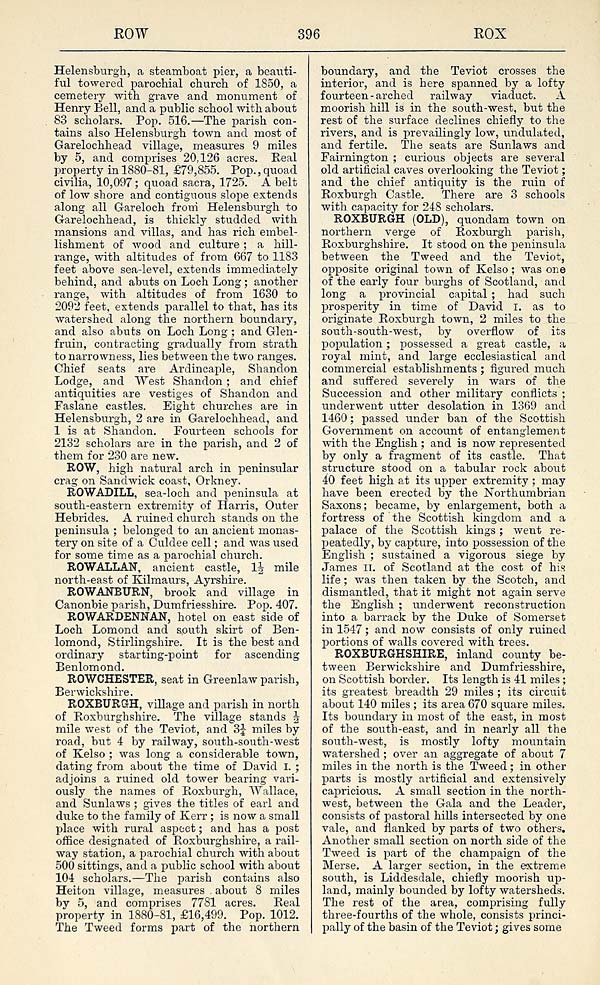 ROW 396 ROX
Helensburgh, a steamboat pier, a beauti-
ful towered parochial church of 1850, a
cemetery with grave and monument of
Henry Bell, and a public school with about
83 scholars. Pop. 516.—The parish con-
tains also Helensburgh town and most of
Garelochhead village, measures 9 miles
by 5, and comprises 20,126 acres. Real
property in 1880-81, £79,855. Pop., quoad
civilia, 10,097; quoad sacra, 1725. A belt
of low shore and contiguous slope extends
along all Gareloch from Helensburgh to
Garelochhead, is thickly studded with
mansions and villas, and has rich embel-
lishment of wood and culture; a hill-
range, with altitudes of from 667 to 1183
feet above sea-level, extends immediately
behind, and abuts on Loch Long; another
range, with altitudes of from 1630 to
2092 feet, extends parallel to that, has its
watershed along the northern boundary,
and also abuts on Loch Long; and Glen-
fruin, contracting gradually from strath
to narrowness, lies between the two ranges.
Chief seats are Ardincaple, Shandon
Lodge, and West Shandon; and chief
antiquities are vestiges of Shandon and
Faslane castles. Eight churches are in
Helensburgh, 2 are in Garelochhead, and
1 is at Shandon. Fourteen schools for
2132 scholars are in the parish, and 2 of
them for 230 are new.
ROW, high natural arch in peninsular
crag on Sandwick coast, Orkney.
ROWADILL, sea-loch and peninsula at
south-eastern extremity of Harris, Outer
Hebrides. A ruined church stands on the
peninsula; belonged to an ancient monas-
tery on site of a Culdee cell; and was used
for some time as a parochial church.
ROWALLAN, ancient castle, 1½ mile
north-east of Kilmaurs, Ayrshire.
ROWANBURN, brook and village in
Canonbie parish, Dumfriesshire. Pop. 407.
ROWARDENNAN, hotel on east side of
Loch Lomond and south skirt of Ben-
lomond, Stirlingshire. It is the best and
ordinary starting-point for ascending
Benlomond.
ROWCHESTER, seat in Greenlaw parish,
Berwickshire.
ROXBURGH, village and parish in north
of Roxburghshire. The village stands ½
mile west of the Teviot, and 3¾ miles by
road, but 4 by railway, south-south-west
of Kelso; was long a considerable town,
dating from about the time of David I.;
adjoins a ruined old tower bearing vari-
ously the names of Roxburgh, Wallace,
and Sunlaws; gives the titles of earl and
duke to the family of Kerr; is now a small
place with rural aspect; and has a post
office designated of Roxburghshire, a rail-
way station, a parochial church with about
500 sittings, and a public school with about
104 scholars.—The parish contains also
Heiton village, measures about 8 miles
by 5, and comprises 7781 acres. Real
property in 1880-81, £16,499. Pop. 1012.
The Tweed forms part of the northern
boundary, and the Teviot crosses the
interior, and is here spanned by a lofty
fourteen-arched railway viaduct. A
moorish hill is in the south-west, but the
rest of the surface declines chiefly to the
rivers, and is prevailingly low, undulated,
and fertile. The seats are Sunlaws and
Fairnington; curious objects are several
old artificial caves overlooking the Teviot;
and the chief antiquity is the ruin of
Roxburgh Castle. There are 3 schools
with capacity for 248 scholars.
ROXBURGH (OLD), quondam town on
northern verge of Roxburgh parish,
Roxburghshire. It stood on the peninsula
between the Tweed and the Teviot,
opposite original town of Kelso; was one
of the early four burghs of Scotland, and
long a provincial capital; had such
prosperity in time of David I. as to
originate Roxburgh town, 2 miles to the
south-south-west, by overflow of its
population; possessed a great castle, a
royal mint, and large ecclesiastical and
commercial establishments; figured much
and suffered severely in wars of the
Succession and other military conflicts;
underwent utter desolation in 1369 and
1460; passed under ban of the Scottish
Government on account of entanglement
with the English; and is now represented
by only a fragment of its castle. That
structure stood on a tabular rock about
40 feet high at its upper extremity; may
have been erected by the Northumbrian
Saxons; became, by enlargement, both a
fortress of the Scottish kingdom and a
palace of the Scottish kings; went re-
peatedly, by capture, into possession of the
English; sustained a vigorous siege by
James II. of Scotland at the cost of his
life; was then taken by the Scotch, and
dismantled, that it might not again serve
the English; underwent reconstruction
into a barrack by the Duke of Somerset
in 1547; and now consists of only ruined
portions of walls covered with trees.
ROXBURGHSHIRE, inland county be-
tween Berwickshire and Dumfriesshire,
on Scottish border. Its length is 41 miles;
its greatest breadth 29 miles; its circuit
about 140 miles; its area 670 square miles.
Its boundary in most of the east, in most
of the south-east, and in nearly all the
south-west, is mostly lofty mountain
watershed; over an aggregate of about 7
miles in the north is the Tweed; in other
parts is mostly artificial and extensively
capricious. A small section in the north-
west, between the Gala and the Leader,
consists of pastoral hills intersected by one
vale, and flanked by parts of two others.
Another small section on north side of the
Tweed is part of the champaign of the
Merse. A larger section, in the extreme
south, is Liddesdale, chiefly moorish up-
land, mainly bounded by lofty watersheds.
The rest of the area, comprising fully
three-fourths of the whole, consists princi-
pally of the basin of the Teviot; gives some